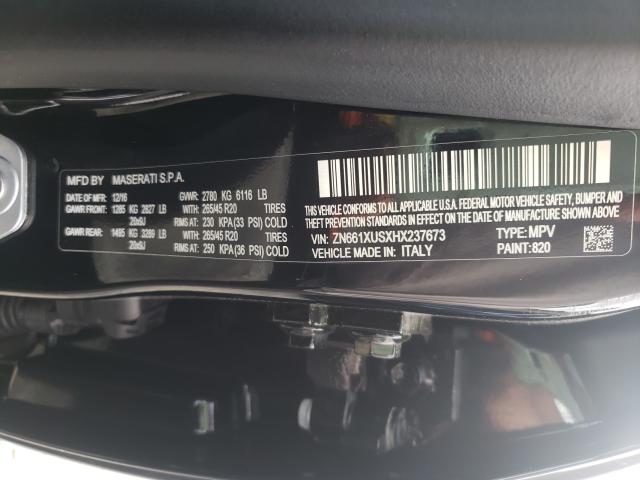 MFD BY MASERATI S.P.A.
DATE OF MFR: 12/16 GVWR: 2780 KG 6116 LB
GAWR FRONT: 1285 KG 2827 LB WITH: 265/45 R20 TIRES
20x9J RIMS AT: 230 KPA (33 PSI) COLD
GAWR REAR: 1495 KG 3289 LB WITH: 265/45 R20 TIRES
20x9J RIMS AT: 250 KPA (36 PSI) COLD
THIS VEHICLE CONFORMS TO ALL APPLICABLE U.S.A. FEDERAL MOTOR VEHICLE SAFETY, BUMPER AND
THEFT PREVENTION STANDARDS IN EFFECT ON THE DATE OF MANUFACTURE SHOWN ABOVE.
VIN: ZN661XUSXHX237673 TYPE: MPV
VEHICLE MADE IN: ITALY PAINT: 820